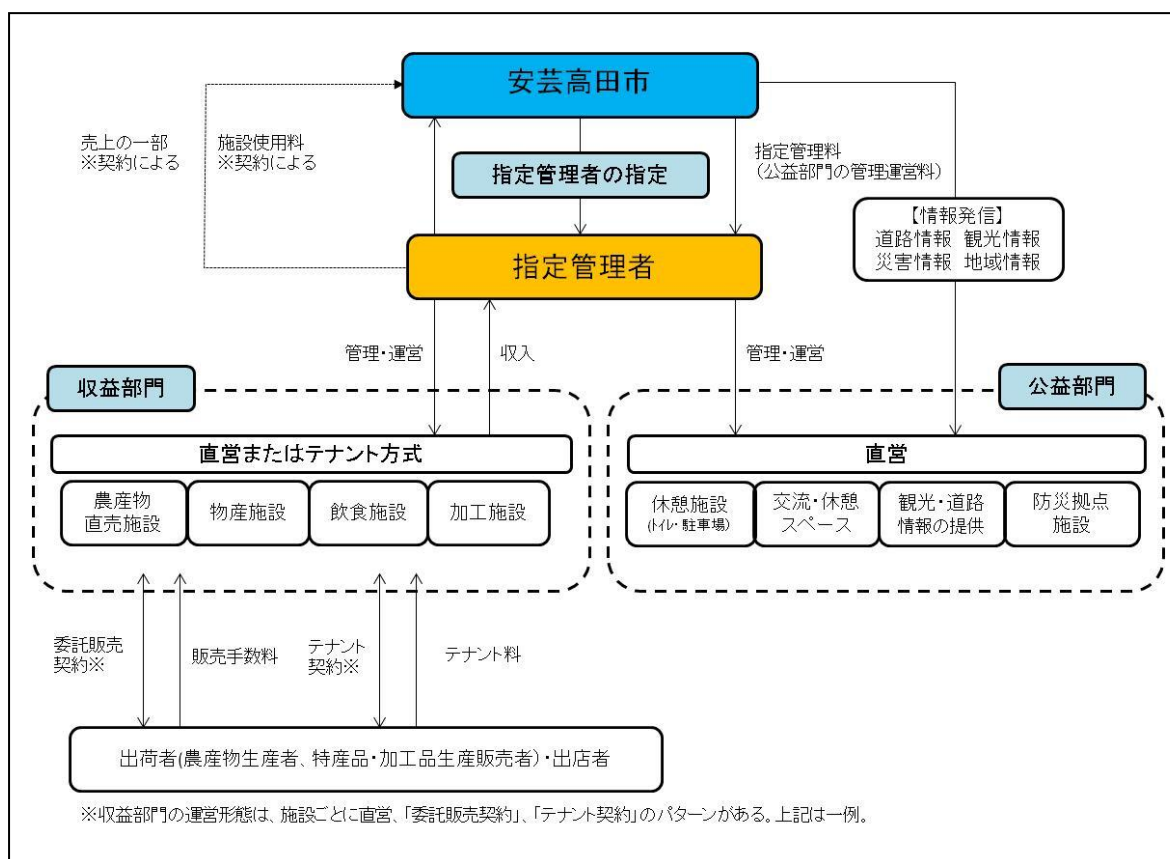 安芸高田市
売上の一部
※契約による
施設使用料
※契約による
指定管理者の指定
指定管理料
(公益部門の管理運営料)
【情報発信】
道路情報 観光情報
災害情報 地域情報
指定管理者
管理・運営
収入
管理・運営
収益部門
公益部門
直営またはテナント方式
直営
農産物
直売施設
物産施設
飲食施設
加工施設
休憩施設
(トイレ・駐車場)
交流・休憩
スペース
観光・道路
情報の提供
防災拠点
施設
委託販売
契約※
販売手数料
テナント
契約※
テナント料
出荷者(農産物生産者、特産品・加工品生産販売者)・出店者
※収益部門の運営形態は、施設ごとに直営、「委託販売契約」、「テナント契約」のパターンがある。上記は一例。